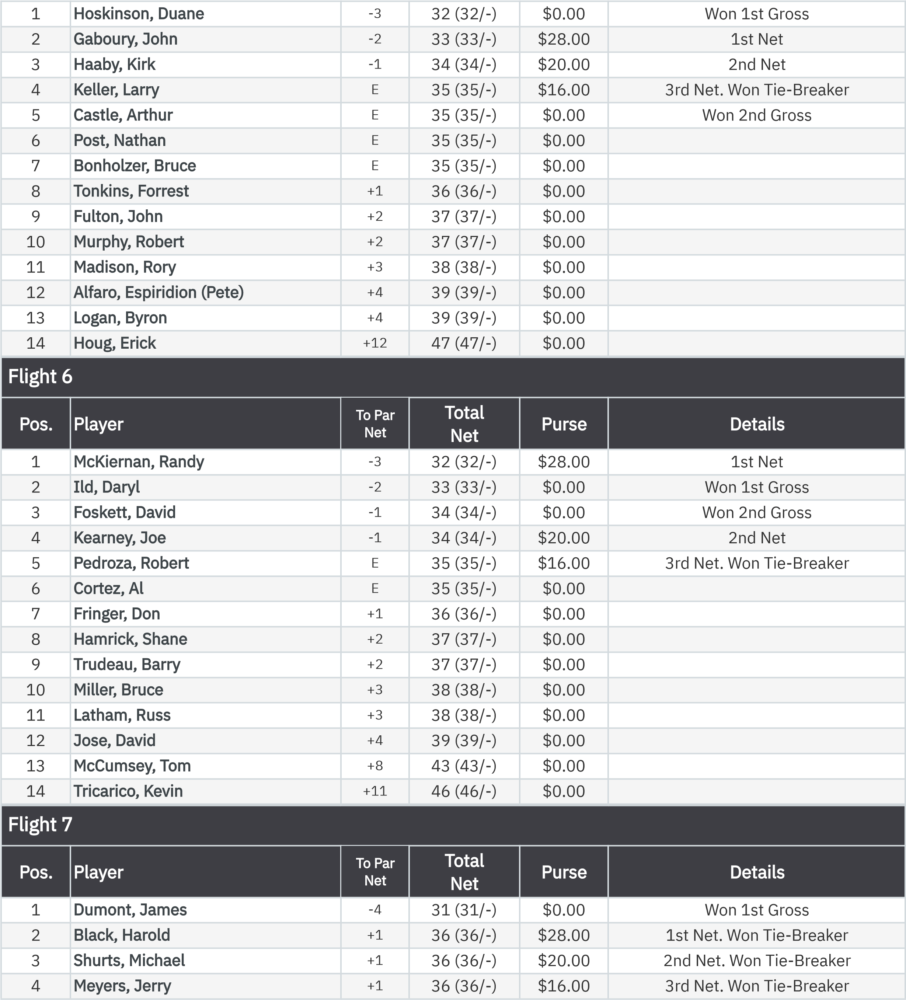 1 Hoskinson, Duane -3 32 (32/-) $0.00 Won 1st Gross
2 Gaboury, John -2 33 (33/-) $28.00 1st Net
3 Haaby, Kirk -1 34 (34/-) $20.00 2nd Net
4 Keller, Larry E 35 (35/-) $16.00 3rd Net. Won Tie-Breaker
5 Castle, Arthur E 35 (35/-) $0.00 Won 2nd Gross
6 Post, Nathan E 35 (35/-) $0.00
7 Bonholzer, Bruce E 35 (35/-) $0.00
8 Tonkins, Forrest +1 36 (36/-) $0.00
9 Fulton, John +2 37 (37/-) $0.00
10 Murphy, Robert +2 37 (37/-) $0.00
11 Madison, Rory +3 38 (38/-) $0.00
12 Alfaro, Espiridion (Pete) +4 39 (39/-) $0.00
13 Logan, Byron +4 39 (39/-) $0.00
14 Houg, Erick +12 47 (47/-) $0.00
Flight 6
Pos. Player To Par Net Total Net Purse Details
1 McKiernan, Randy -3 32 (32/-) $28.00 1st Net
2 Ild, Daryl -2 33 (33/-) $0.00 Won 1st Gross
3 Foskett, David -1 34 (34/-) $0.00 Won 2nd Gross
4 Kearney, Joe -1 34 (34/-) $20.00 2nd Net
5 Pedroza, Robert E 35 (35/-) $16.00 3rd Net. Won Tie-Breaker
6 Cortez, Al E 35 (35/-) $0.00
7 Fringer, Don +1 36 (36/-) $0.00
8 Hamrick, Shane +2 37 (37/-) $0.00
9 Trudeau, Barry +2 37 (37/-) $0.00
10 Miller, Bruce +3 38 (38/-) $0.00
11 Latham, Russ +3 38 (38/-) $0.00
12 Jose, David +4 39 (39/-) $0.00
13 McCumsey, Tom +8 43 (43/-) $0.00
14 Tricarico, Kevin +11 46 (46/-) $0.00
Flight 7
Pos. Player To Par Net Total Net Purse Details
1 Dumont, James -4 31 (31/-) $0.00 Won 1st Gross
2 Black, Harold +1 36 (36/-) $28.00 1st Net. Won Tie-Breaker
3 Shurts, Michael +1 36 (36/-) $20.00 2nd Net. Won Tie-Breaker
4 Meyers, Jerry +1 36 (36/-) $16.00 3rd Net. Won Tie-Breaker